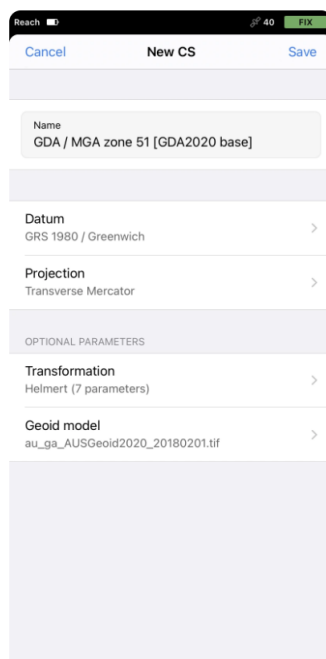 Reach 40 FIX
Cancel New CS Save
Name
GDA / MGA zone 51 [GDA2020 base]
Datum
GRS 1980 / Greenwich
Projection
Transverse Mercator
OPTIONAL PARAMETERS
Transformation
Helmert (7 parameters)
Geoid model
au_ga_AUSGeoid2020_20180201.tif